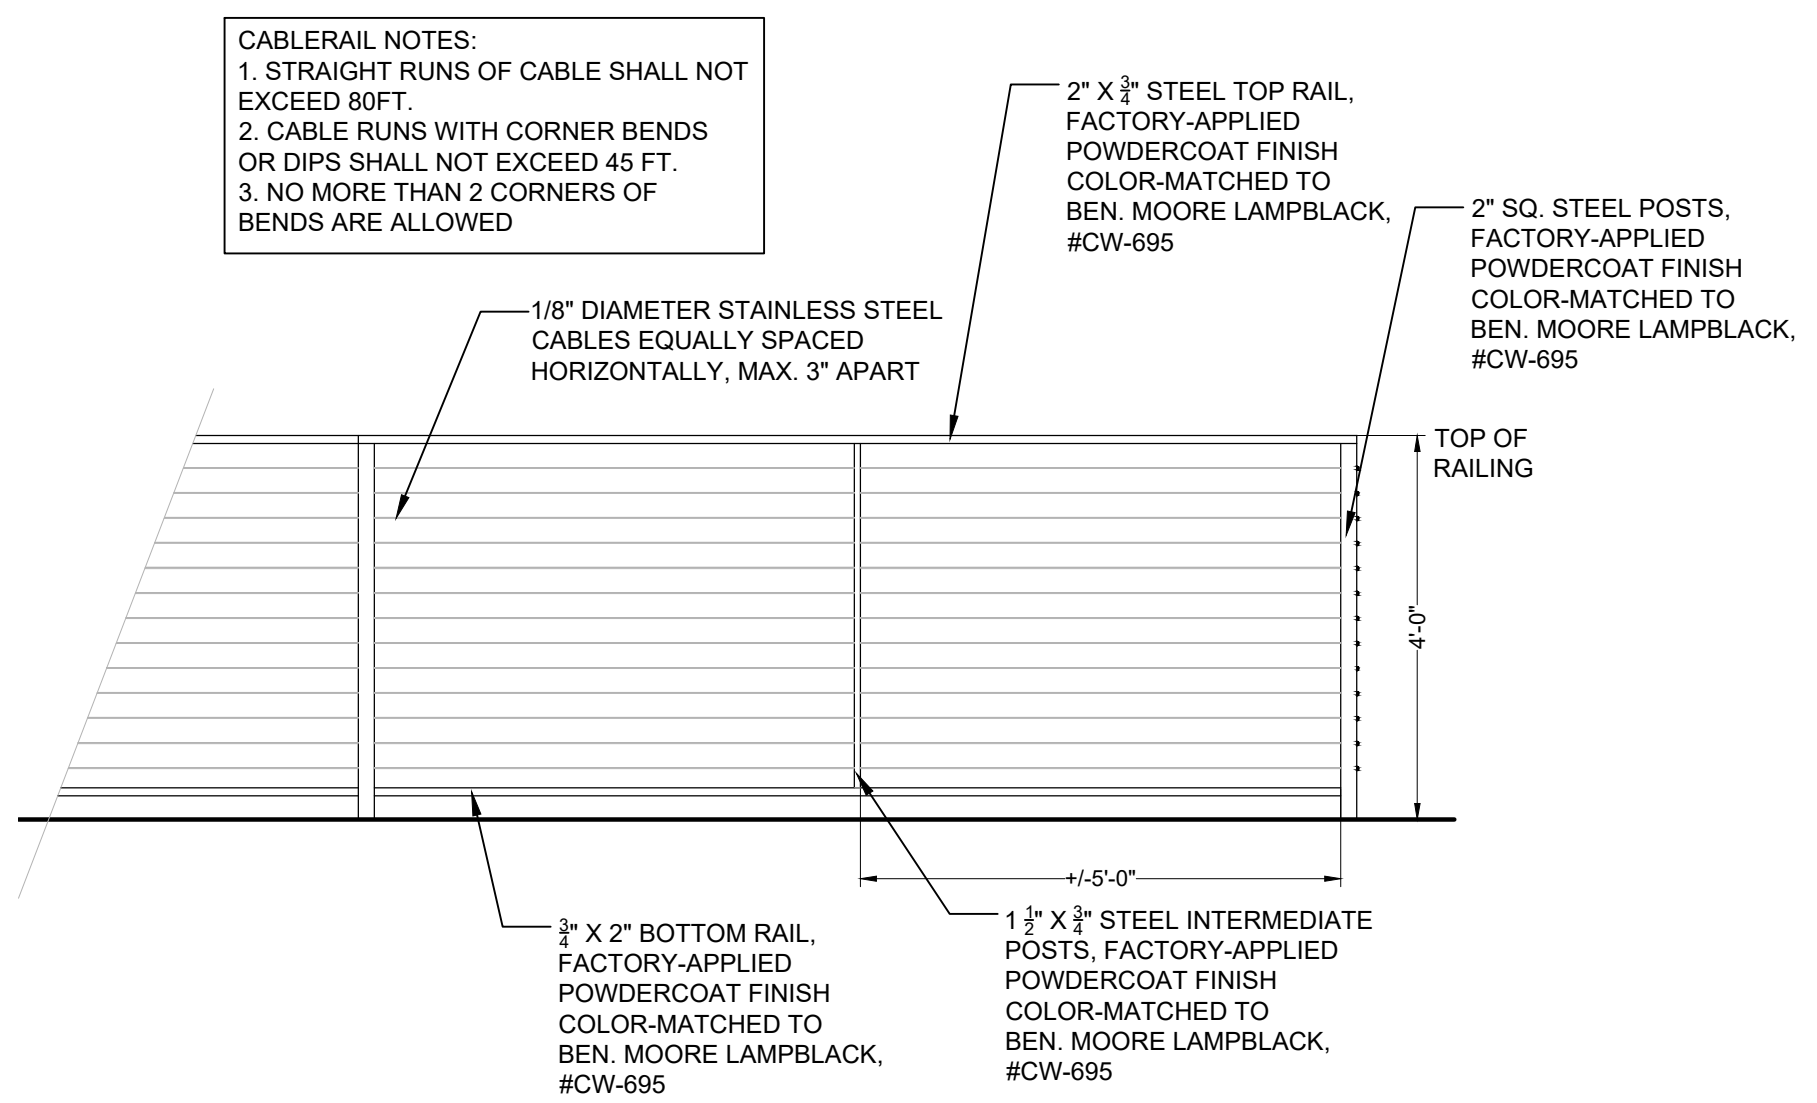 CABLERAIL NOTES:
1. STRAIGHT RUNS OF CABLE SHALL NOT
EXCEED 80FT.
2. CABLE RUNS WITH CORNER BENDS
OR DIPS SHALL NOT EXCEED 45 FT.
3. NO MORE THAN 2 CORNERS OF
BENDS ARE ALLOWED
2" X 3/4" STEEL TOP RAIL,
FACTORY-APPLIED
POWDERCOAT FINISH
COLOR-MATCHED TO
BEN. MOORE LAMPBLACK,
#CW-695
2" SQ. STEEL POSTS,
FACTORY-APPLIED
POWDERCOAT FINISH
COLOR-MATCHED TO
BEN. MOORE LAMPBLACK,
#CW-695
1/8" DIAMETER STAINLESS STEEL
CABLES EQUALLY SPACED
HORIZONTALLY, MAX. 3" APART
TOP OF
RAILING
4'-0"
+/-5'-0"
3/4" X 2" BOTTOM RAIL,
FACTORY-APPLIED
POWDERCOAT FINISH
COLOR-MATCHED TO
BEN. MOORE LAMPBLACK,
#CW-695
1 1/2" X 3/4" STEEL INTERMEDIATE
POSTS, FACTORY-APPLIED
POWDERCOAT FINISH
COLOR-MATCHED TO
BEN. MOORE LAMPBLACK,
#CW-695